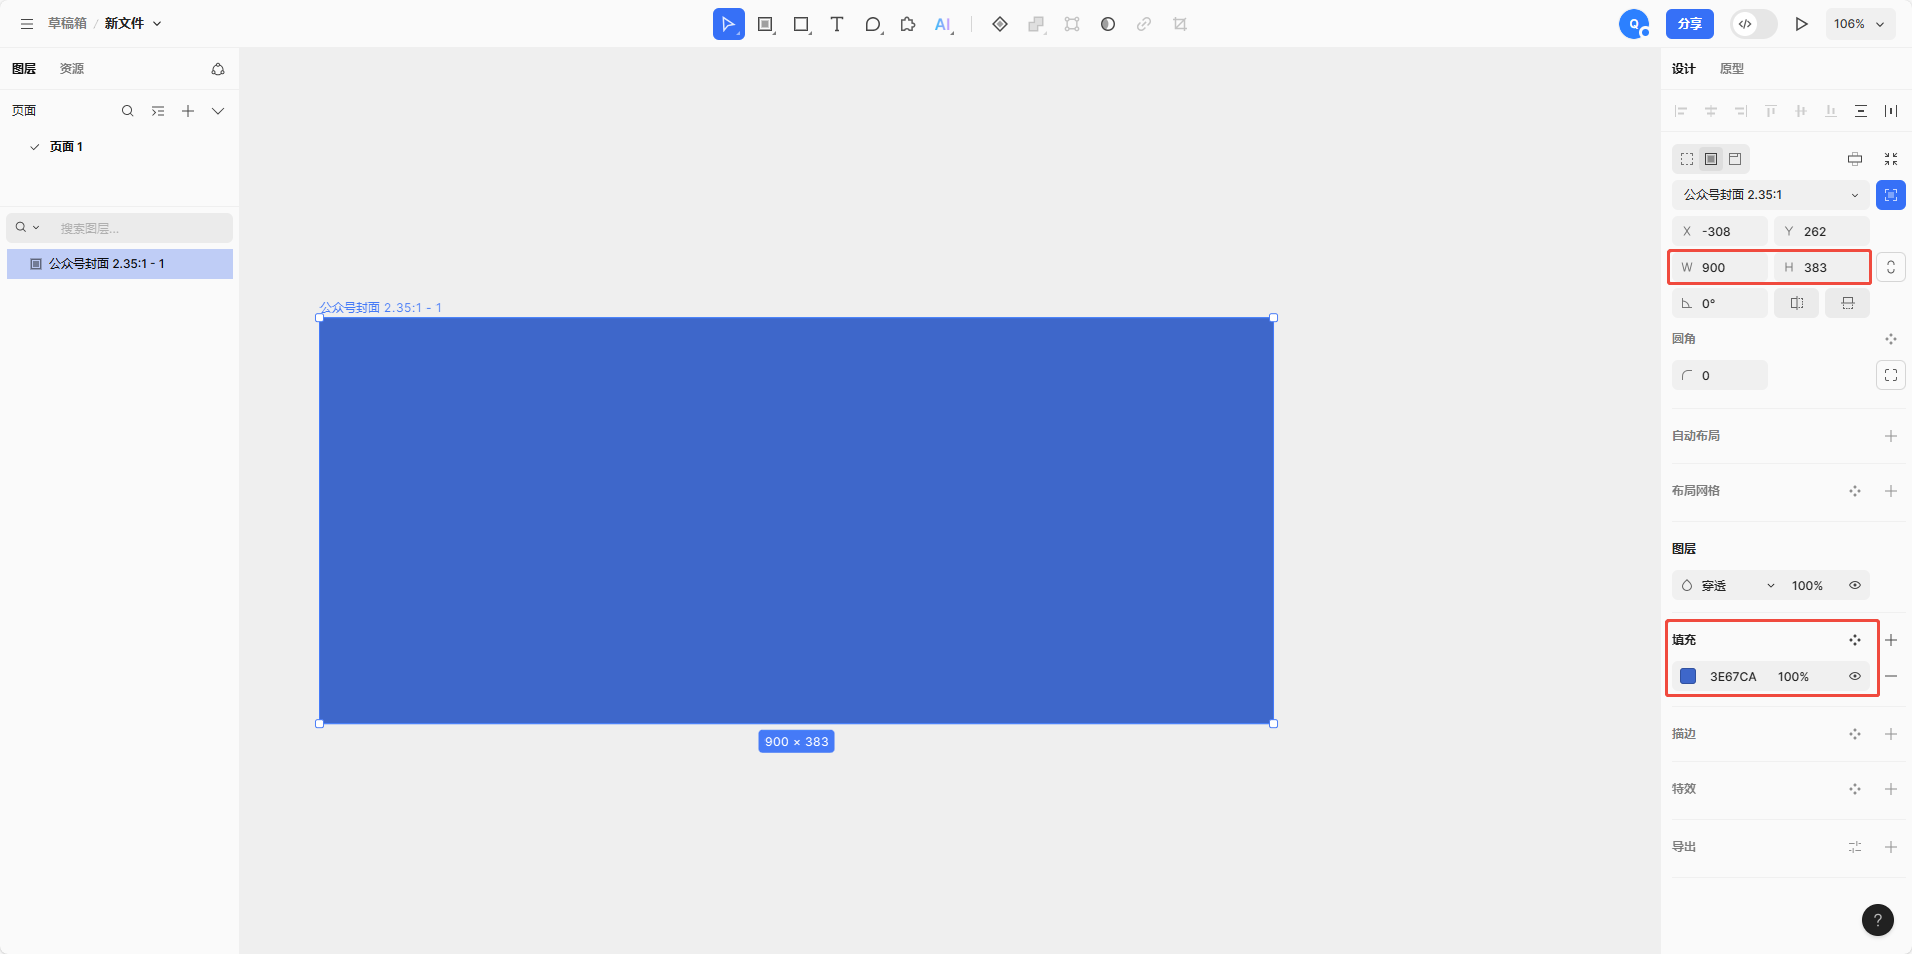 草稿箱 / 新文件
T
AI
Q
分享
106%
图层 资源
页面
页面 1
搜索图层...
公众号封面 2.35:1 - 1
公众号封面 2.35:1 - 1
900 × 383
设计 原型
公众号封面 2.35:1
X -308 Y 262
W 900 H 383
0°
圆角
0
自动布局
布局网格
图层
穿透 100%
填充
3E67CA 100%
描边
特效
导出
?